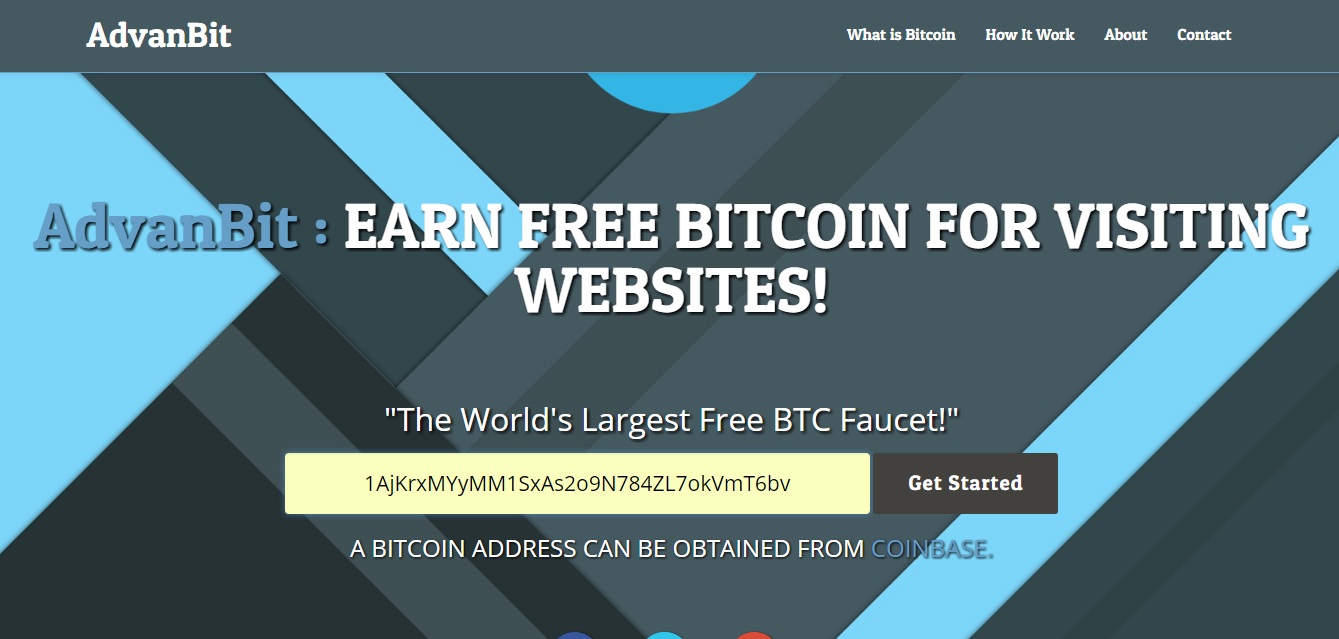 AdvanBit
What is Bitcoin How It Work About Contact
AdvanBit : EARN FREE BITCOIN FOR VISITING
WEBSITES!
"The World's Largest Free BTC Faucet!"
1AjKrxMYyMM1SxAs2o9N784ZL7okVmT6bv Get Started
A BITCOIN ADDRESS CAN BE OBTAINED FROM COINBASE.